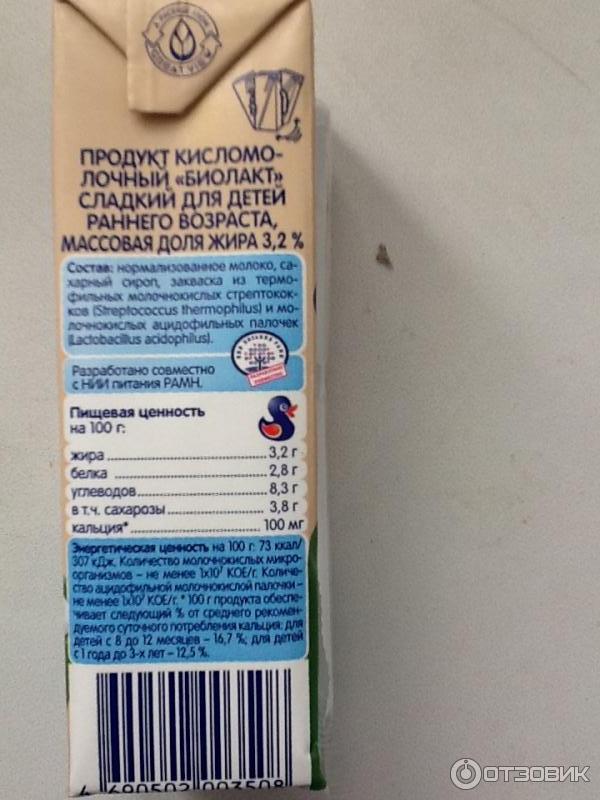 ПРОДУКТ КИСЛОМО-
ЛОЧНЫЙ «БИОЛАКТ»
СЛАДКИЙ ДЛЯ ДЕТЕЙ
РАННЕГО ВОЗРАСТА,
МАССОВАЯ ДОЛЯ ЖИРА 3,2 %
Состав: нормализованное молоко, са-
харный сироп, закваска из термо-
фильных молочнокислых стрептокок-
ков (Streptococcus thermophilus) и мо-
лочнокислых ацидофильных палочек
(Lactobacillus acidophilus).
Разработано совместно
с НИИ питания РАМН.
Пищевая ценность
на 100 г:
жира 3,2 г
белка 2,8 г
углеводов 8,3 г
в т.ч. сахарозы 3,8 г
кальция* 100 мг
Энергетическая ценность на 100 г: 73 ккал/
307 кДж. Количество молочнокислых микро-
организмов – не менее 1x10⁷ КОЕ/г. Количе-
ство ацидофильной молочнокислой палочки –
не менее 1x10⁷ КОЕ/г. * 100 г продукта обеспе-
чивает следующий % от среднего рекомен-
дуемого суточного потребления кальция: для
детей с 8 до 12 месяцев – 16,7 %; для детей
с 1 года до 3-х лет – 12,5 %.
4 690502 003508
ОТЗОВИК